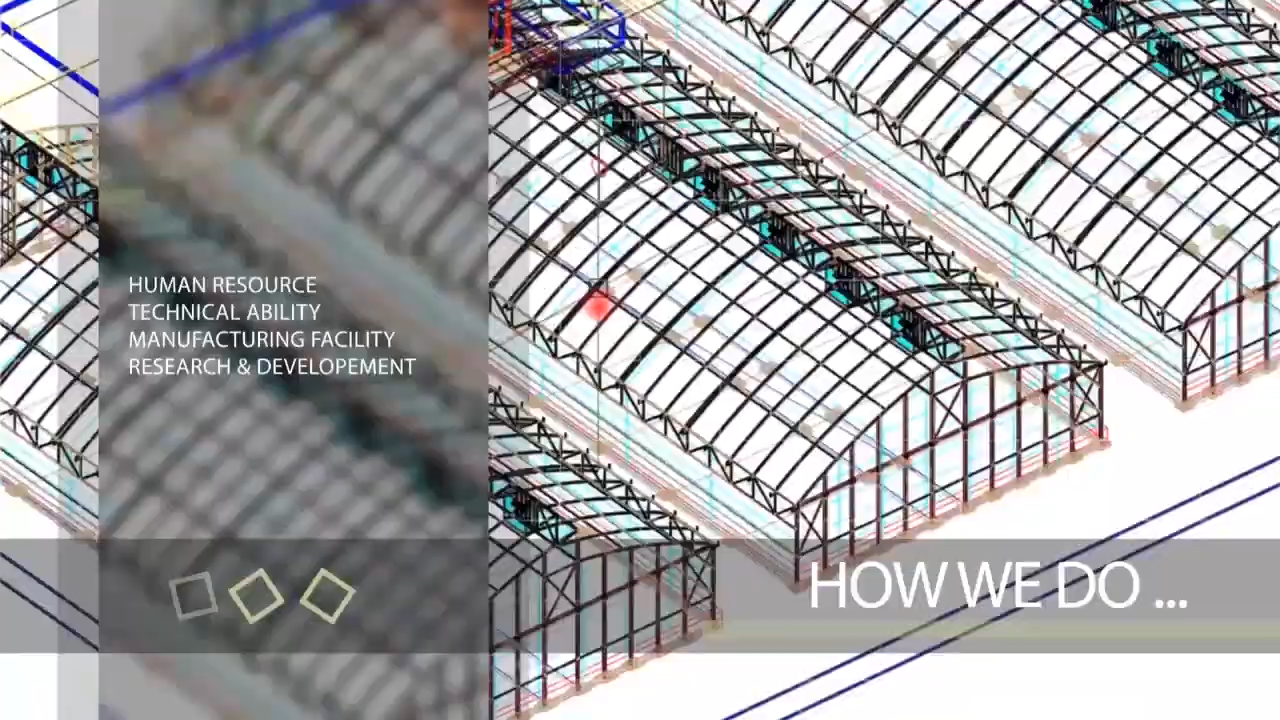 HUMAN RESOURCE
TECHNICAL ABILITY
MANUFACTURING FACILITY
RESEARCH & DEVELOPEMENT
HOW WE DO ...